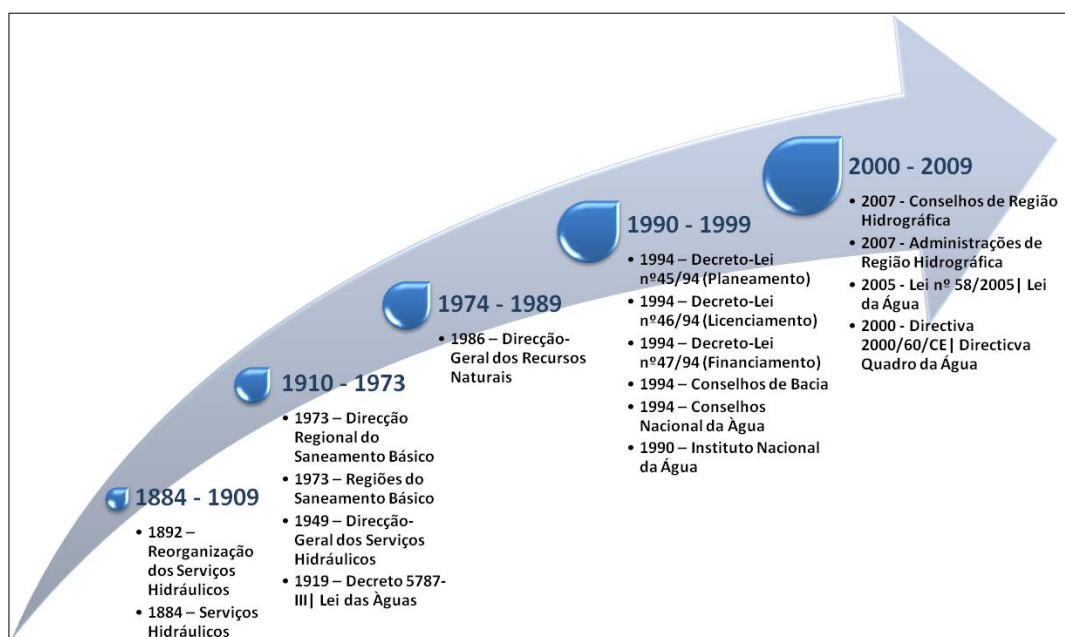 1884 - 1909
• 1892 –
Reorganização
dos Serviços
Hidráulicos
• 1884 – Serviços
Hidráulicos
1910 - 1973
• 1973 – Direcção
Regional do
Saneamento Básico
• 1973 – Regiões do
Saneamento Básico
• 1949 – Direcção-
Geral dos Serviços
Hidráulicos
• 1919 – Decreto 5787-
III| Lei das Àguas
1974 - 1989
• 1986 – Direcção-
Geral dos Recursos
Naturais
1990 - 1999
• 1994 – Decreto-Lei
nº45/94 (Planeamento)
• 1994 – Decreto-Lei
nº46/94 (Licenciamento)
• 1994 – Decreto-Lei
nº47/94 (Financiamento)
• 1994 – Conselhos de Bacia
• 1994 – Conselhos
Nacional da Àgua
• 1990 – Instituto Nacional
da Água
2000 - 2009
• 2007 - Conselhos de Região
Hidrográfica
• 2007 - Administrações de
Região Hidrográfica
• 2005 - Lei nº 58/2005| Lei
da Água
• 2000 - Directiva
2000/60/CE| Directicva
Quadro da Água